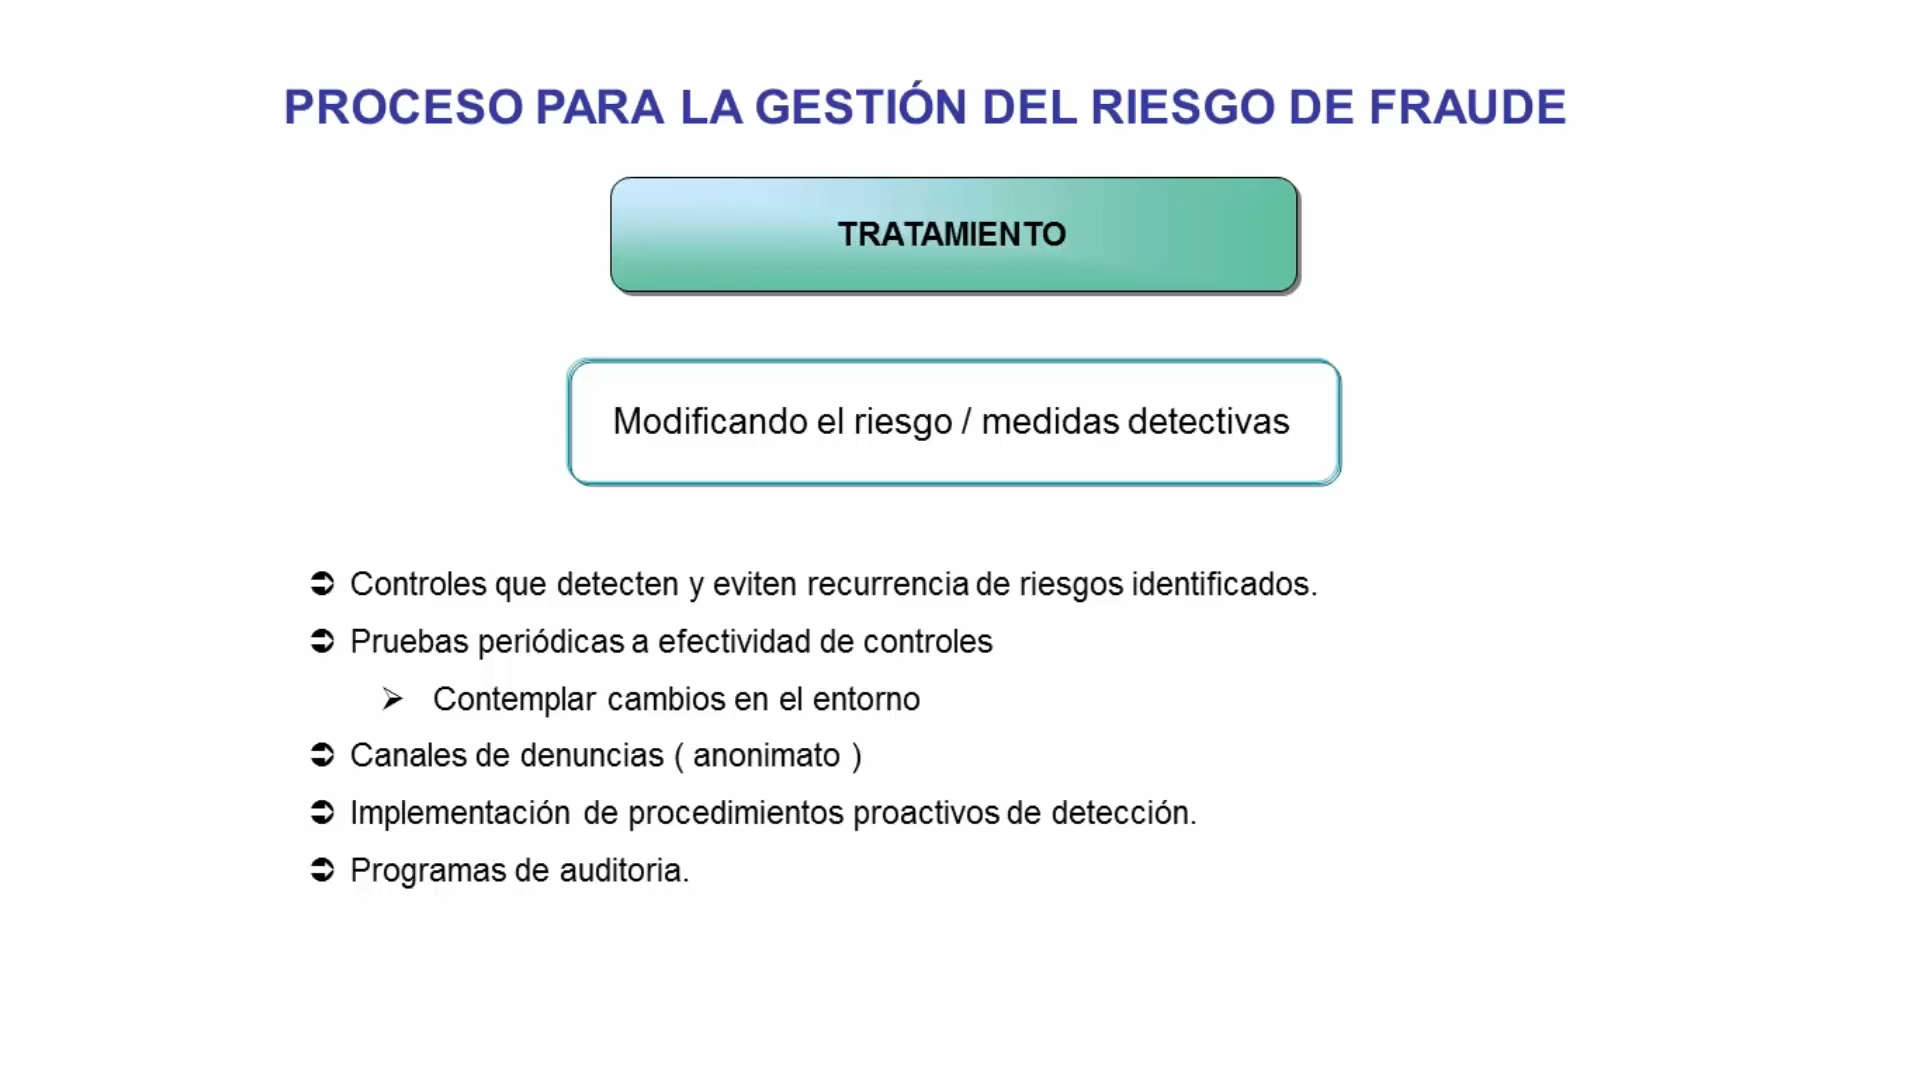 PROCESO PARA LA GESTIÓN DEL RIESGO DE FRAUDE
TRATAMIENTO
Modificando el riesgo / medidas detectivas
➲ Controles que detecten y eviten recurrencia de riesgos identificados.
➲ Pruebas periódicas a efectividad de controles
➢ Contemplar cambios en el entorno
➲ Canales de denuncias ( anonimato )
➲ Implementación de procedimientos proactivos de detección.
➲ Programas de auditoria.